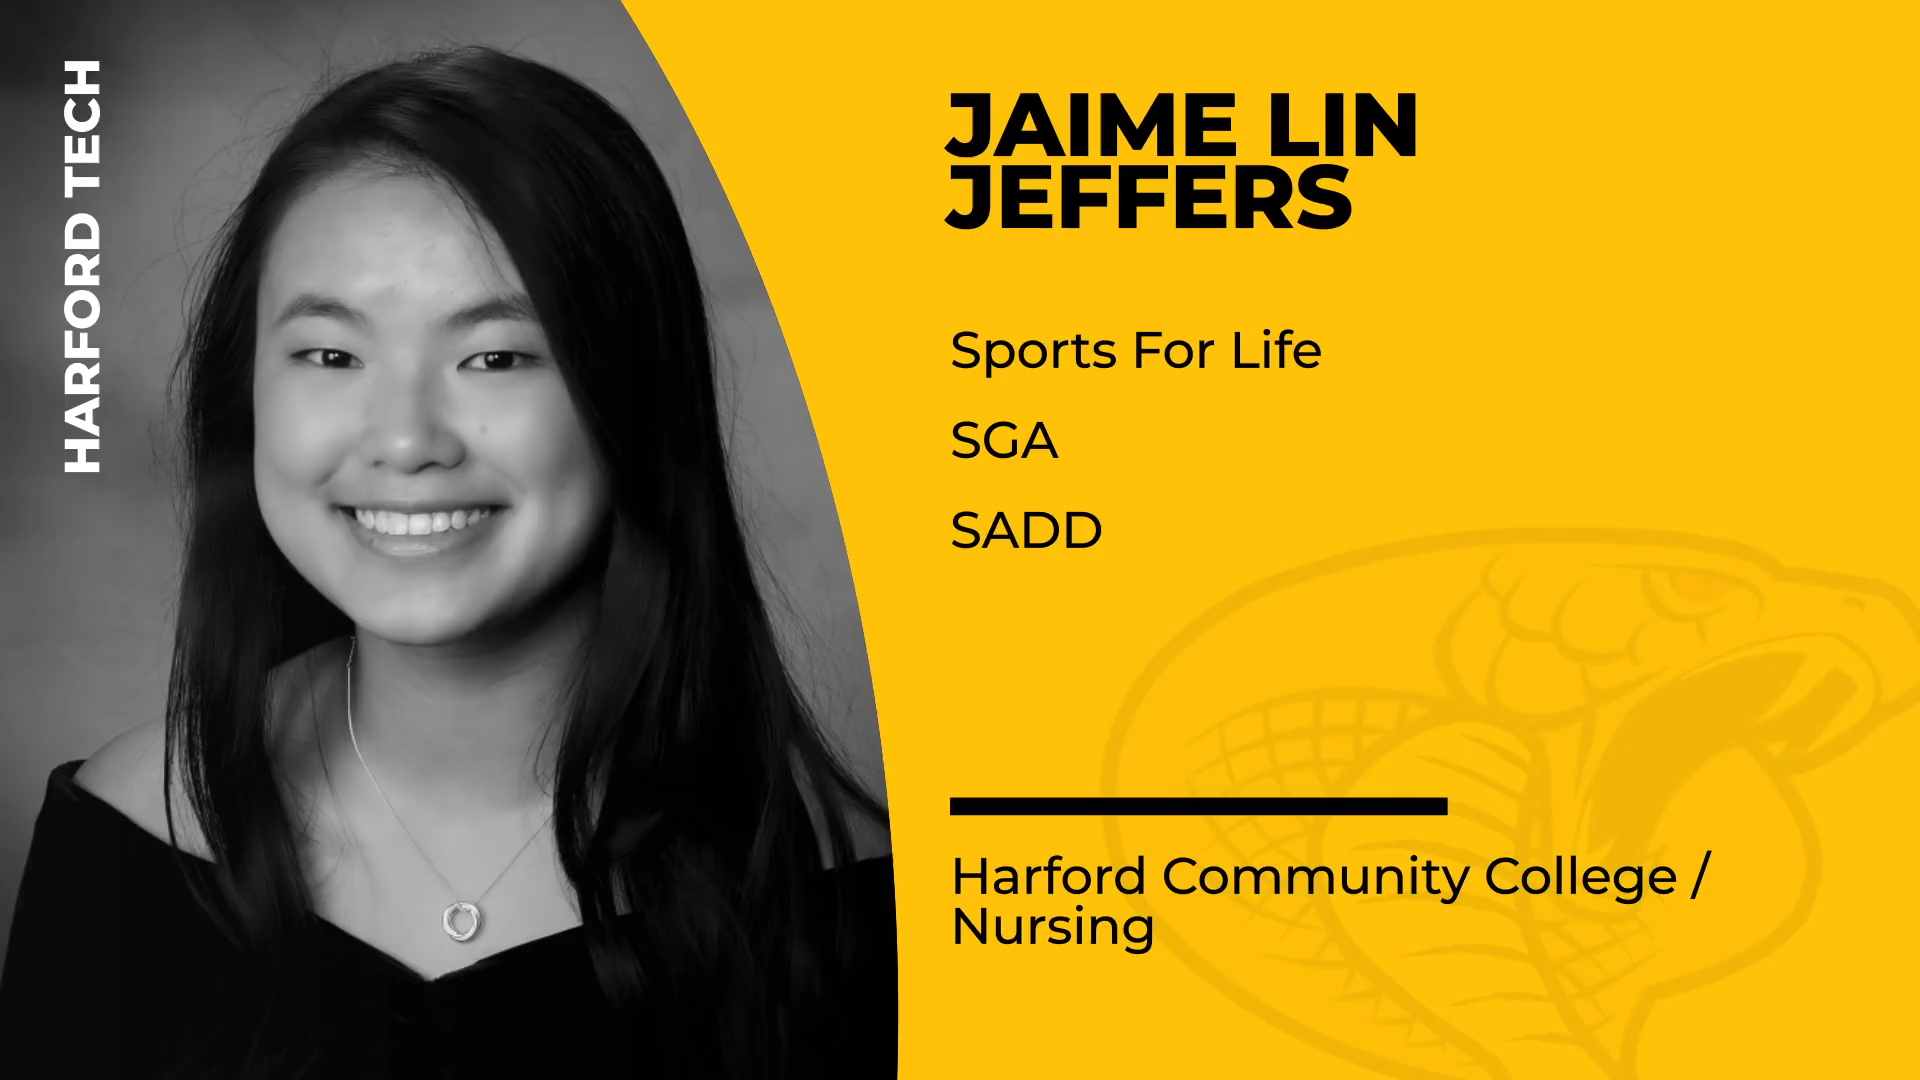 HARFORD TECH
JAIME LIN
JEFFERS
Sports For Life
SGA
SADD
Harford Community College /
Nursing